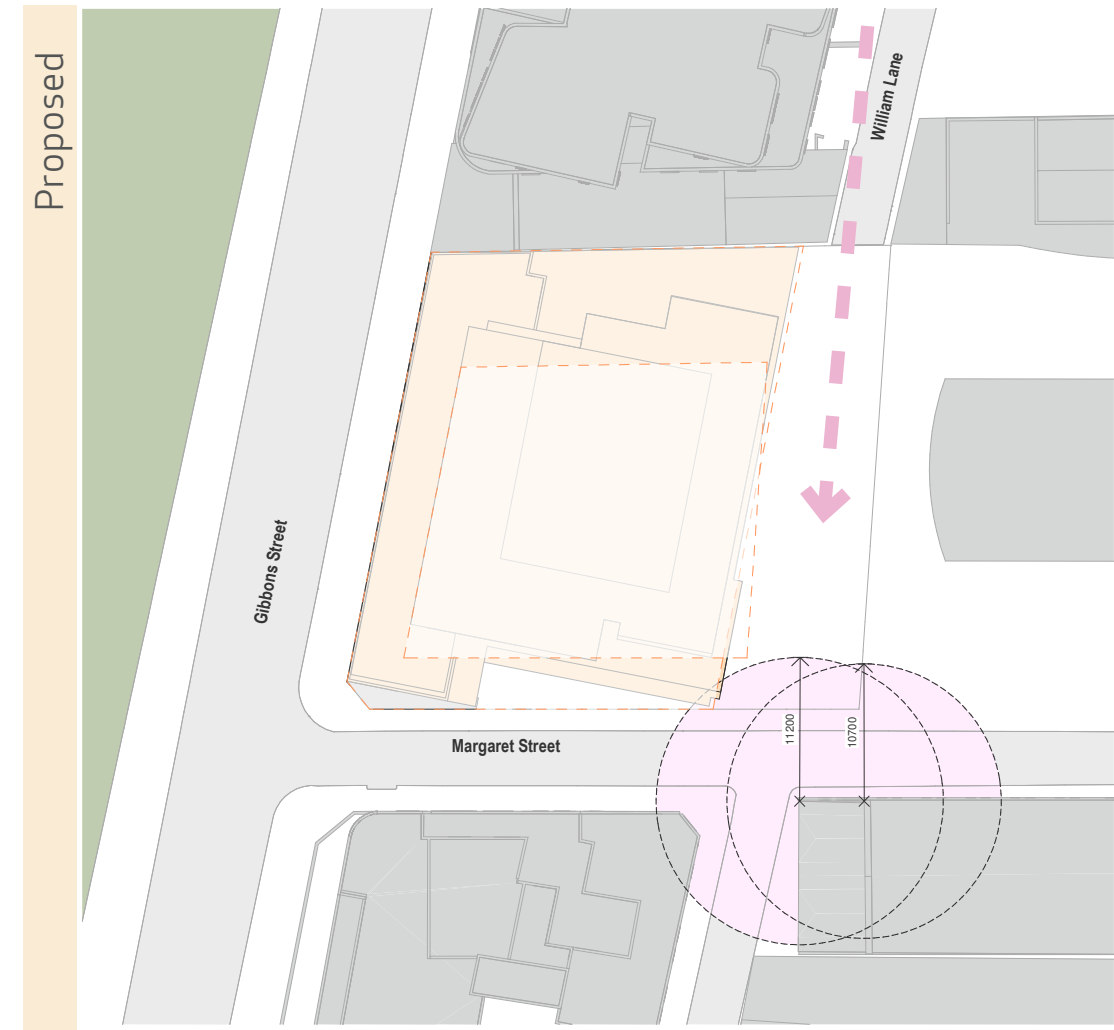 Proposed
William Lane
Gibbons Street
Margaret Street
11200
10700